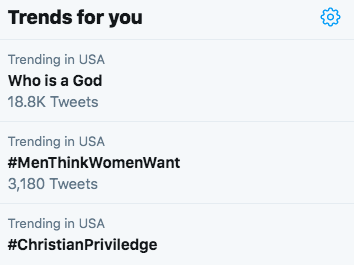 Trends for you
Trending in USA
Who is a God
18.8K Tweets
Trending in USA
#MenThinkWomenWant
3,180 Tweets
Trending in USA
#ChristianPriviledge